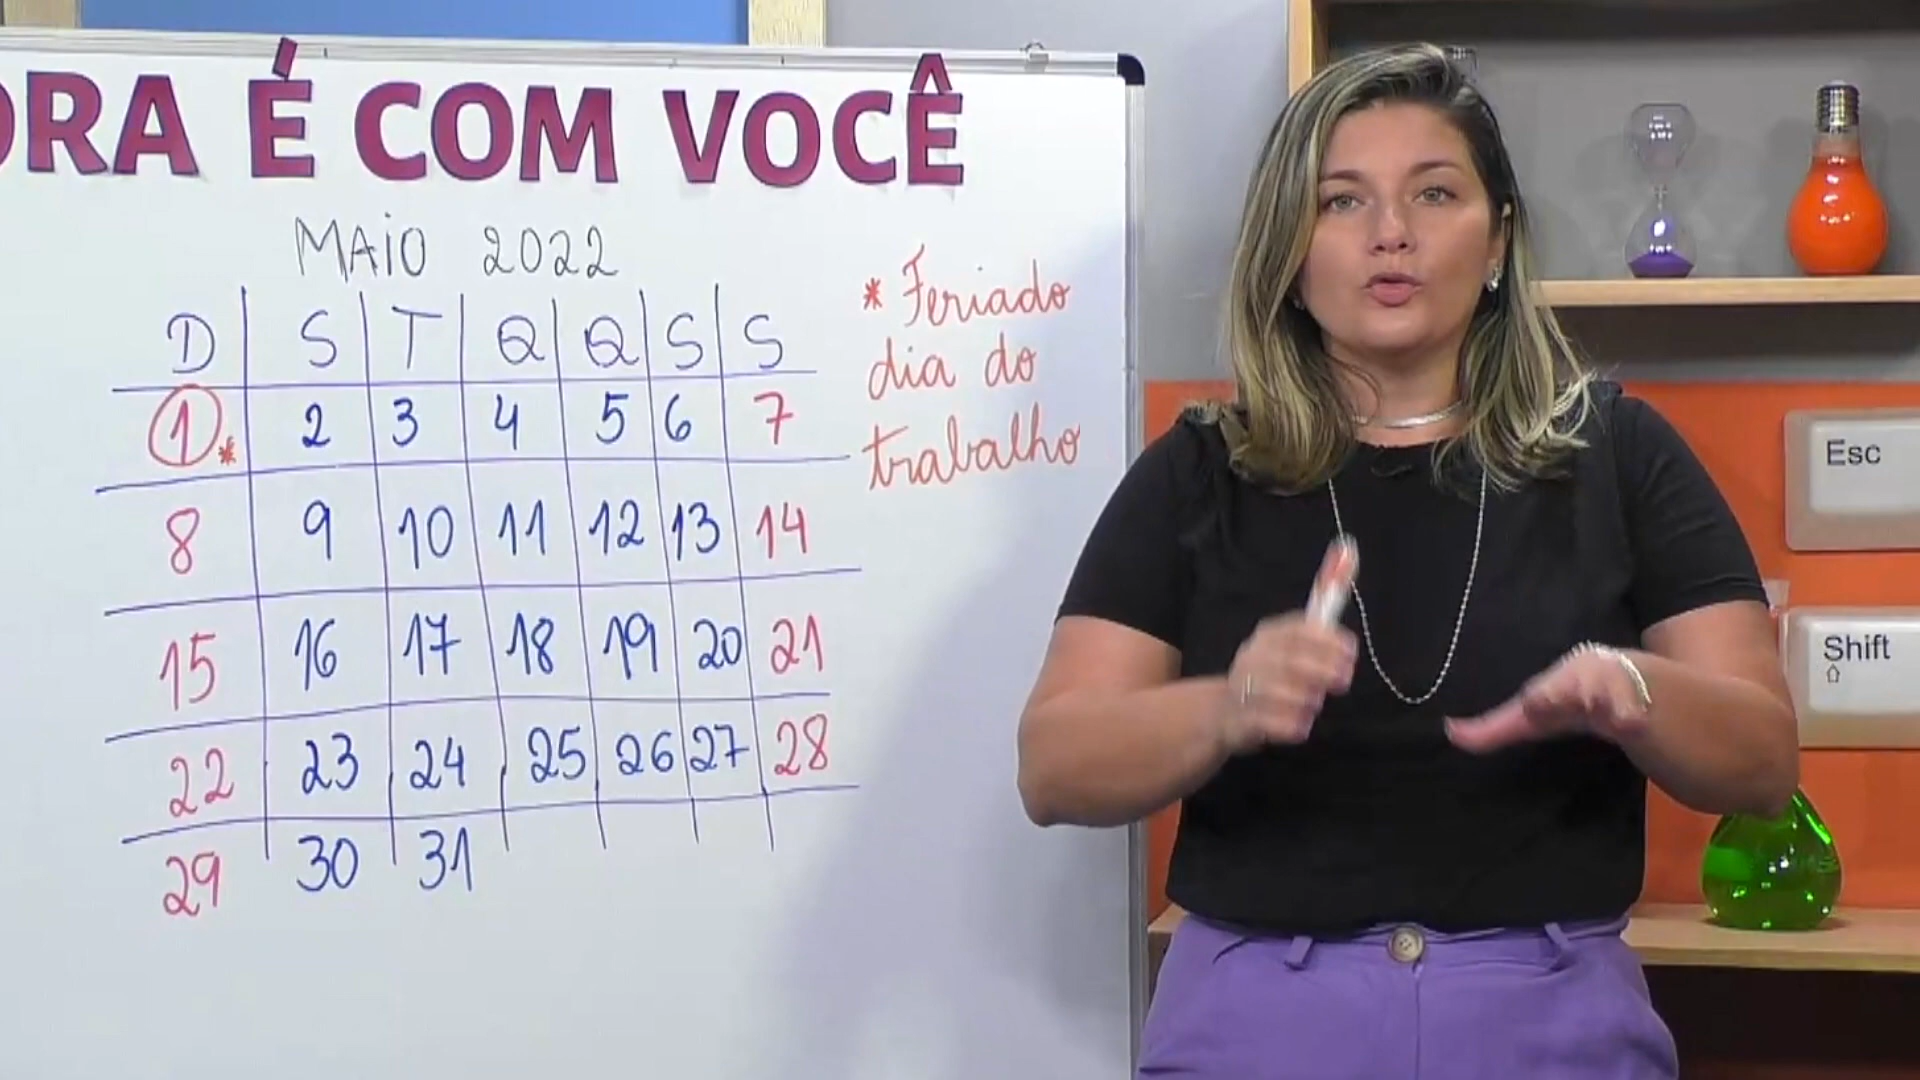 ORA É COM VOCÊ
MAIO 2022
D S T Q Q S S
1* 2 3 4 5 6 7
8 9 10 11 12 13 14
15 16 17 18 19 20 21
22 23 24 25 26 27 28
29 30 31
* Feriado
dia do
trabalho
Esc
Shift
⇧